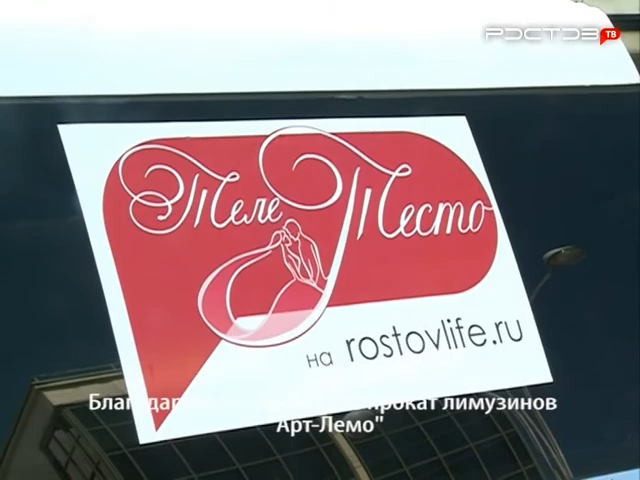 РОСТОВ ТВ
Теле Тесто
на rostovlife.ru
прокат лимузинов
Арт-Лемо"